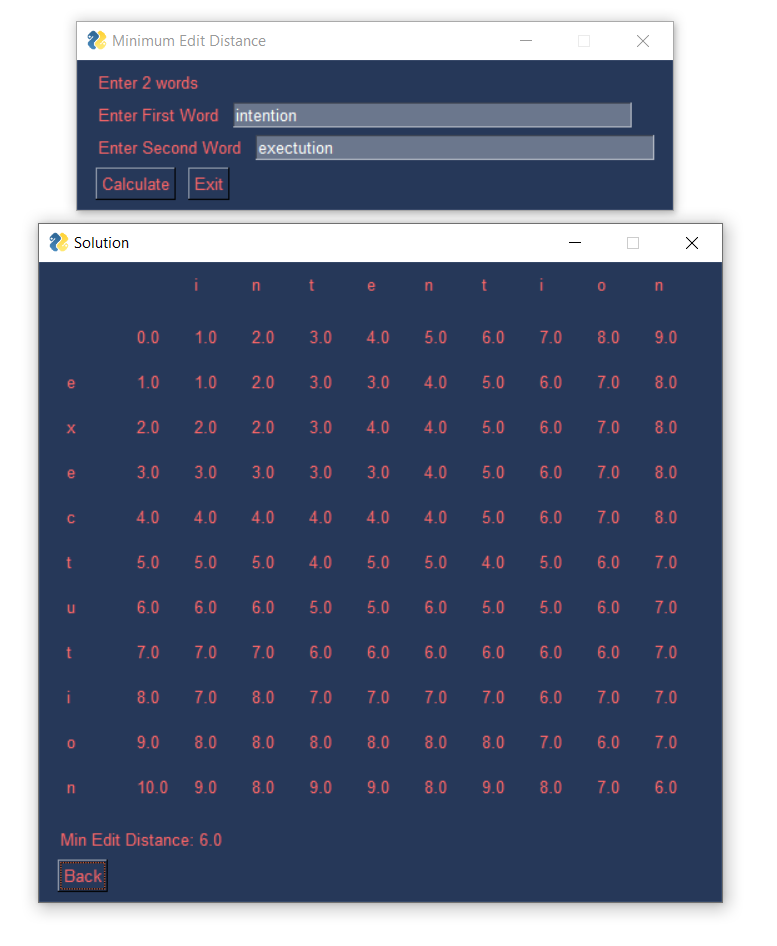 Minimum Edit Distance
Enter 2 words
Enter First Word intention
Enter Second Word exectution
Calculate Exit
Solution
i n t e n t i o n
0.0 1.0 2.0 3.0 4.0 5.0 6.0 7.0 8.0 9.0
e 1.0 1.0 2.0 3.0 3.0 4.0 5.0 6.0 7.0 8.0
x 2.0 2.0 2.0 3.0 4.0 4.0 5.0 6.0 7.0 8.0
e 3.0 3.0 3.0 3.0 3.0 4.0 5.0 6.0 7.0 8.0
c 4.0 4.0 4.0 4.0 4.0 4.0 5.0 6.0 7.0 8.0
t 5.0 5.0 5.0 4.0 5.0 5.0 4.0 5.0 6.0 7.0
u 6.0 6.0 6.0 5.0 5.0 6.0 5.0 5.0 6.0 7.0
t 7.0 7.0 7.0 6.0 6.0 6.0 6.0 6.0 6.0 7.0
i 8.0 7.0 8.0 7.0 7.0 7.0 7.0 6.0 7.0 7.0
o 9.0 8.0 8.0 8.0 8.0 8.0 8.0 7.0 6.0 7.0
n 10.0 9.0 8.0 9.0 9.0 8.0 9.0 8.0 7.0 6.0
Min Edit Distance: 6.0
Back